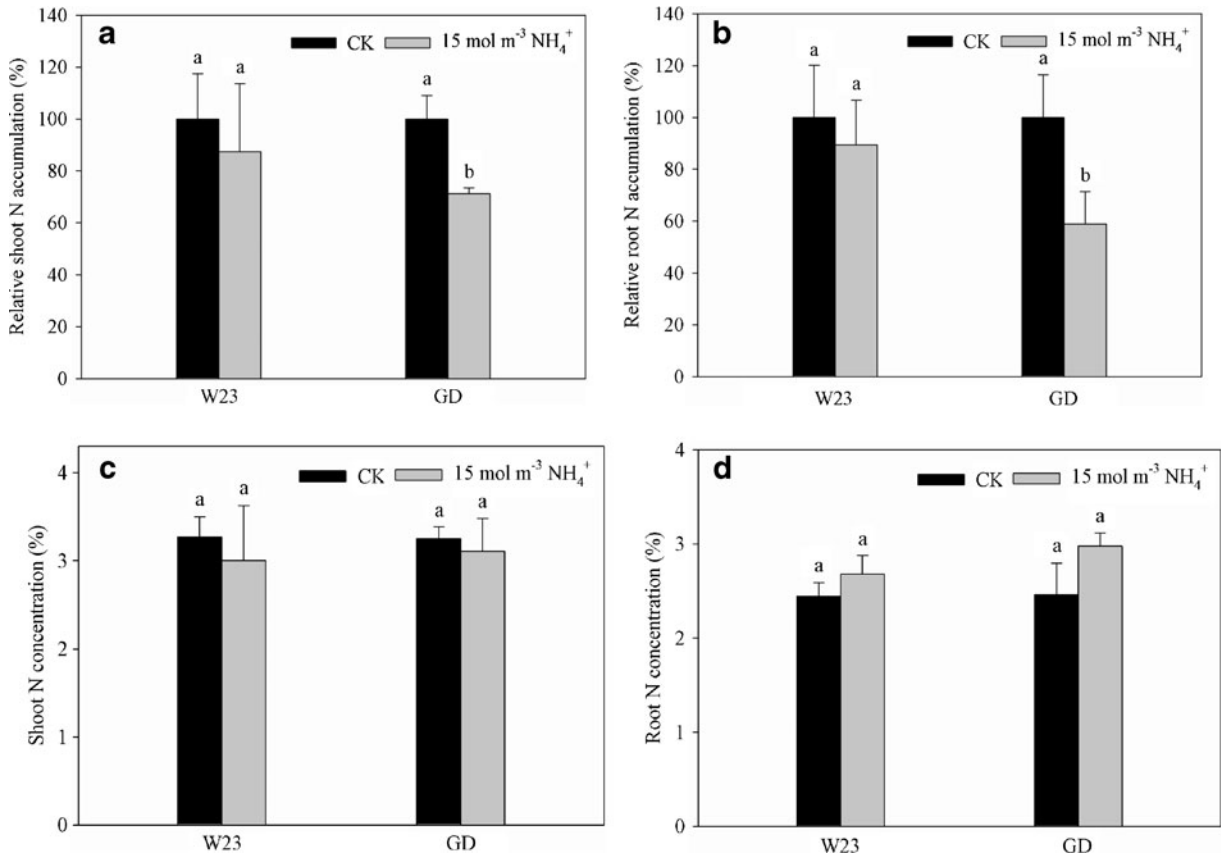 a
CK 15 mol m⁻³ NH₄⁺
Relative shoot N accumulation (%)
140
120
100
80
60
40
20
0
a
a
a
b
W23
GD
b
CK 15 mol m⁻³ NH₄⁺
Relative root N accumulation (%)
140
120
100
80
60
40
20
0
a
a
a
b
W23
GD
c
CK 15 mol m⁻³ NH₄⁺
Shoot N concentration (%)
4
3
2
1
0
a
a
a
a
W23
GD
d
CK 15 mol m⁻³ NH₄⁺
Root N concentration (%)
4
3
2
1
0
a
a
a
a
W23
GD